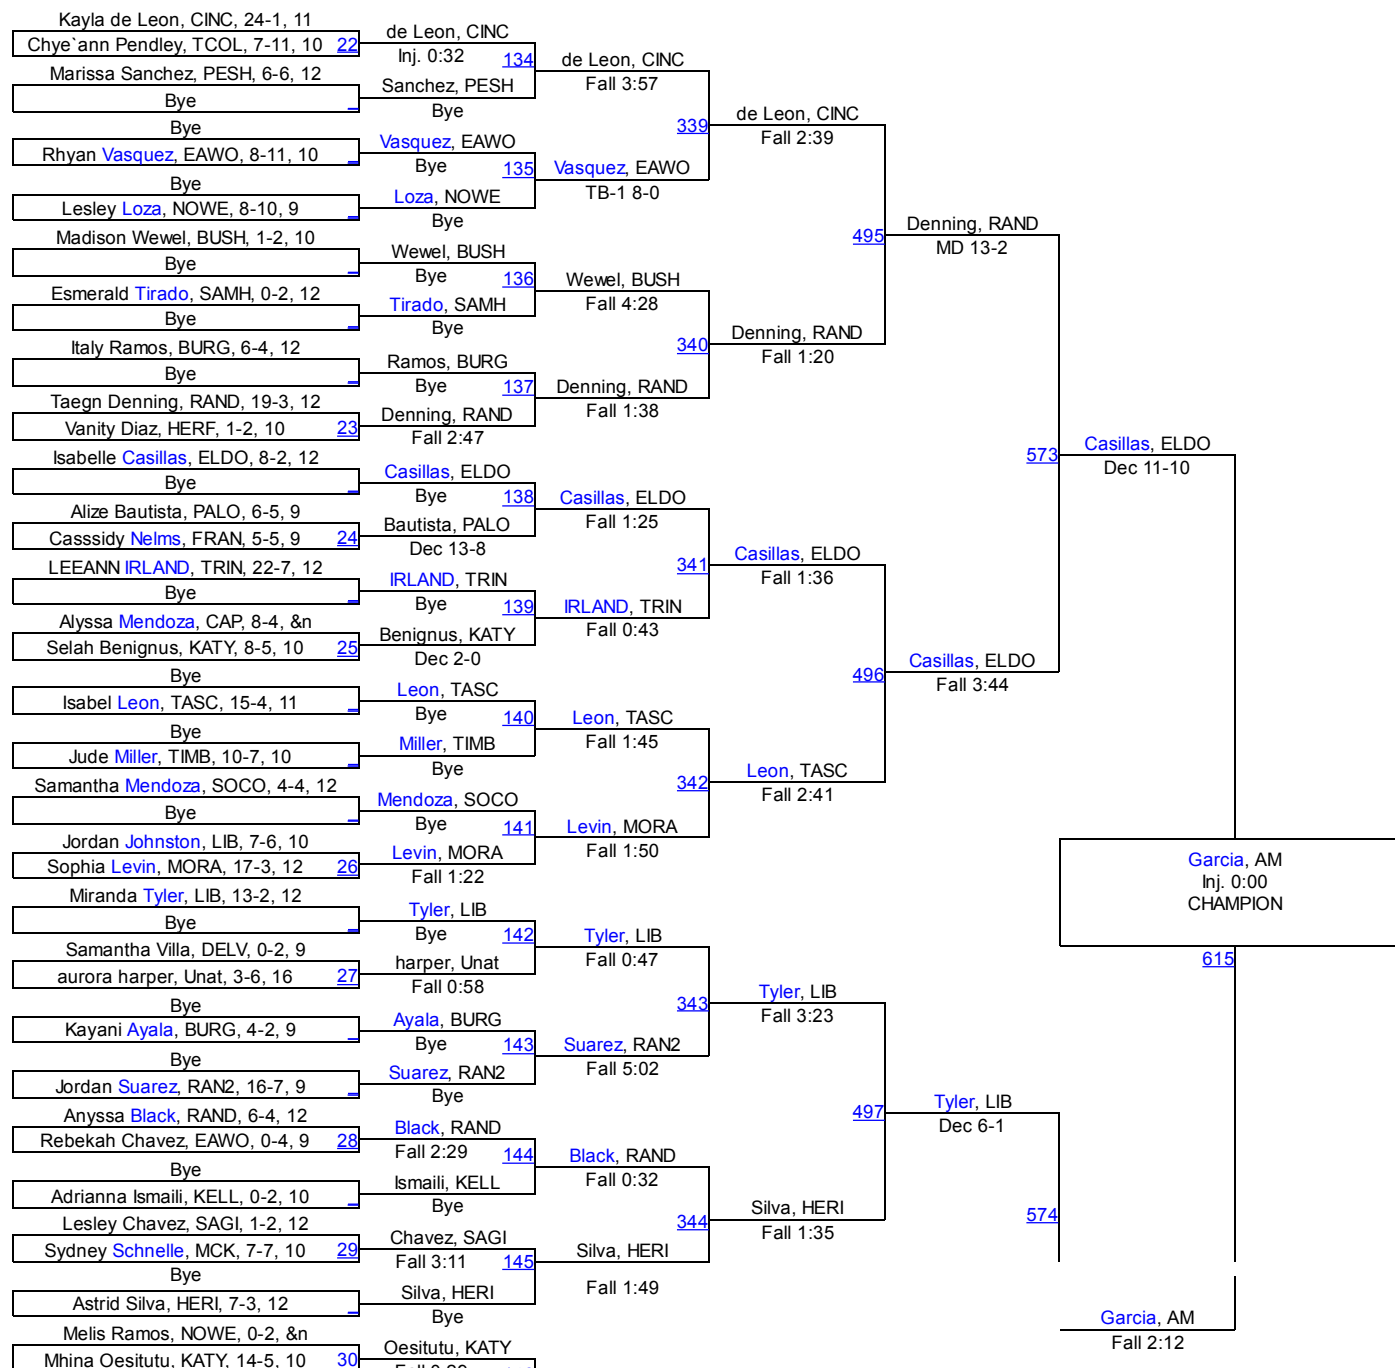 Kayla de Leon, CINC, 24-1, 11
Chye`ann Pendley, TCOL, 7-11, 10 22
Marissa Sanchez, PESH, 6-6, 12
Bye
Bye
Rhyan Vasquez, EAWO, 8-11, 10
Bye
Lesley Loza, NOWE, 8-10, 9
Madison Wewel, BUSH, 1-2, 10
Bye
Esmerald Tirado, SAMH, 0-2, 12
Bye
Italy Ramos, BURG, 6-4, 12
Bye
Taegn Denning, RAND, 19-3, 12
Vanity Diaz, HERF, 1-2, 10 23
Isabelle Casillas, ELDO, 8-2, 12
Bye
Alize Bautista, PALO, 6-5, 9
Casssidy Nelms, FRAN, 5-5, 9 24
LEEANN IRLAND, TRIN, 22-7, 12
Bye
Alyssa Mendoza, CAP, 8-4, &n
Selah Benignus, KATY, 8-5, 10 25
Bye
Isabel Leon, TASC, 15-4, 11
Bye
Jude Miller, TIMB, 10-7, 10
Samantha Mendoza, SOCO, 4-4, 12
Bye
Jordan Johnston, LIB, 7-6, 10
Sophia Levin, MORA, 17-3, 12 26
Miranda Tyler, LIB, 13-2, 12
Bye
Samantha Villa, DELV, 0-2, 9
aurora harper, Unat, 3-6, 16 27
Bye
Kayani Ayala, BURG, 4-2, 9
Bye
Jordan Suarez, RAN2, 16-7, 9
Anyssa Black, RAND, 6-4, 12
Rebekah Chavez, EAWO, 0-4, 9 28
Bye
Adrianna Ismaili, KELL, 0-2, 10
Lesley Chavez, SAGI, 1-2, 12
Sydney Schnelle, MCK, 7-7, 10 29
Bye
Astrid Silva, HERI, 7-3, 12
Melis Ramos, NOWE, 0-2, &n
Mhina Oesitutu, KATY, 14-5, 10 30
de Leon, CINC
Inj. 0:32 134
Sanchez, PESH
Bye
Vasquez, EAWO
Bye 135
Loza, NOWE
Bye
Wewel, BUSH
Bye 136
Tirado, SAMH
Bye
Ramos, BURG
Bye 137
Denning, RAND
Fall 2:47
Casillas, ELDO
Bye 138
Bautista, PALO
Dec 13-8
IRLAND, TRIN
Bye 139
Benignus, KATY
Dec 2-0
Leon, TASC
Bye 140
Miller, TIMB
Bye
Mendoza, SOCO
Bye 141
Levin, MORA
Fall 1:22
Tyler, LIB
Bye 142
harper, Unat
Fall 0:58
Ayala, BURG
Bye 143
Suarez, RAN2
Bye
Black, RAND
Fall 2:29 144
Ismaili, KELL
Bye
Chavez, SAGI
Fall 3:11 145
Silva, HERI
Bye
Oesitutu, KATY
de Leon, CINC
Fall 3:57
339
Vasquez, EAWO
TB-1 8-0
Wewel, BUSH
Fall 4:28
340
Denning, RAND
Fall 1:38
Casillas, ELDO
Fall 1:25
341
IRLAND, TRIN
Fall 0:43
Leon, TASC
Fall 1:45
342
Levin, MORA
Fall 1:50
Tyler, LIB
Fall 0:47
343
Suarez, RAN2
Fall 5:02
Black, RAND
Fall 0:32
344
Silva, HERI
Fall 1:49
de Leon, CINC
Fall 2:39
495
Denning, RAND
Fall 1:20
Casillas, ELDO
Fall 1:36
496
Leon, TASC
Fall 2:41
Tyler, LIB
Fall 3:23
497
Silva, HERI
Fall 1:35
Denning, RAND
MD 13-2
573
Casillas, ELDO
Fall 3:44
Tyler, LIB
Dec 6-1
574
Casillas, ELDO
Dec 11-10
Garcia, AM
Inj. 0:00
CHAMPION
615
Garcia, AM
Fall 2:12